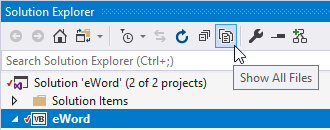 Solution Explorer
Search Solution Explorer (Ctrl+;)
Show All Files
Solution 'eWord' (2 of 2 projects)
Solution Items
VB eWord